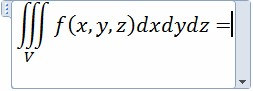 ∭_V f(x, y, z)dxdydz =